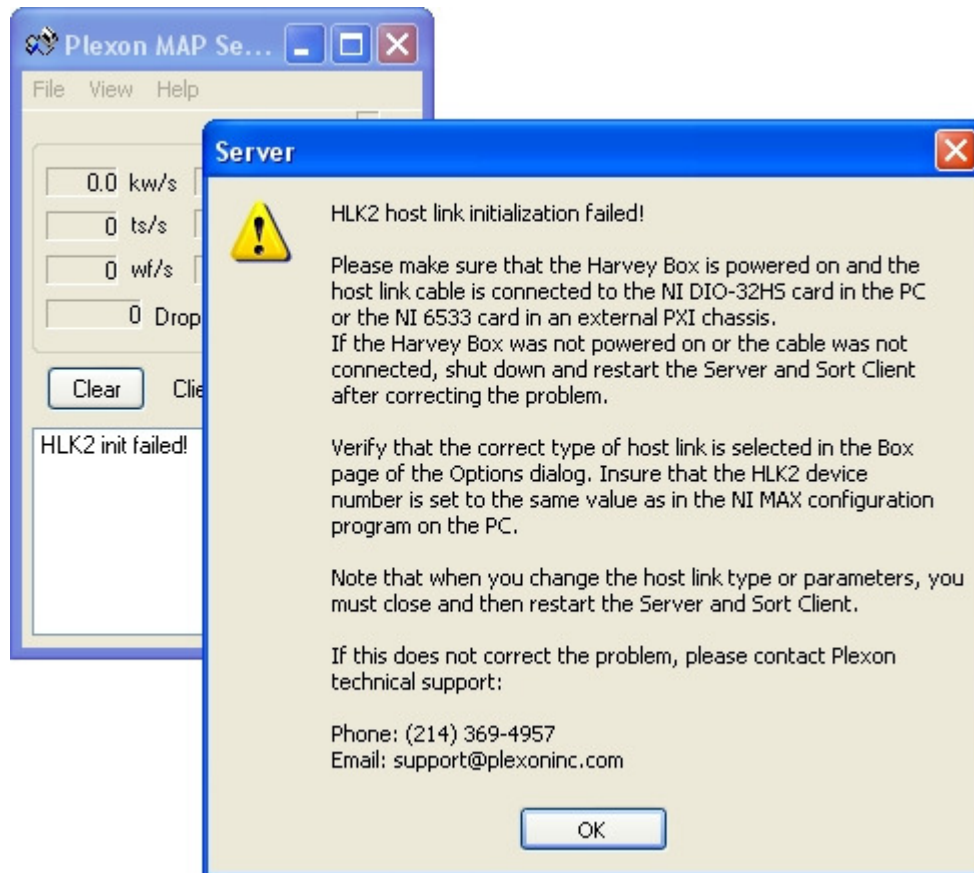 Plexon MAP Se...
File View Help
0.0 kw/s
0 ts/s
0 wf/s
0 Drop
Clear Clie
HLK2 init failed!
Server
HLK2 host link initialization failed!
Please make sure that the Harvey Box is powered on and the
host link cable is connected to the NI DIO-32HS card in the PC
or the NI 6533 card in an external PXI chassis.
If the Harvey Box was not powered on or the cable was not
connected, shut down and restart the Server and Sort Client
after correcting the problem.
Verify that the correct type of host link is selected in the Box
page of the Options dialog. Insure that the HLK2 device
number is set to the same value as in the NI MAX configuration
program on the PC.
Note that when you change the host link type or parameters, you
must close and then restart the Server and Sort Client.
If this does not correct the problem, please contact Plexon
technical support:
Phone: (214) 369-4957
Email: support@plexoninc.com
OK